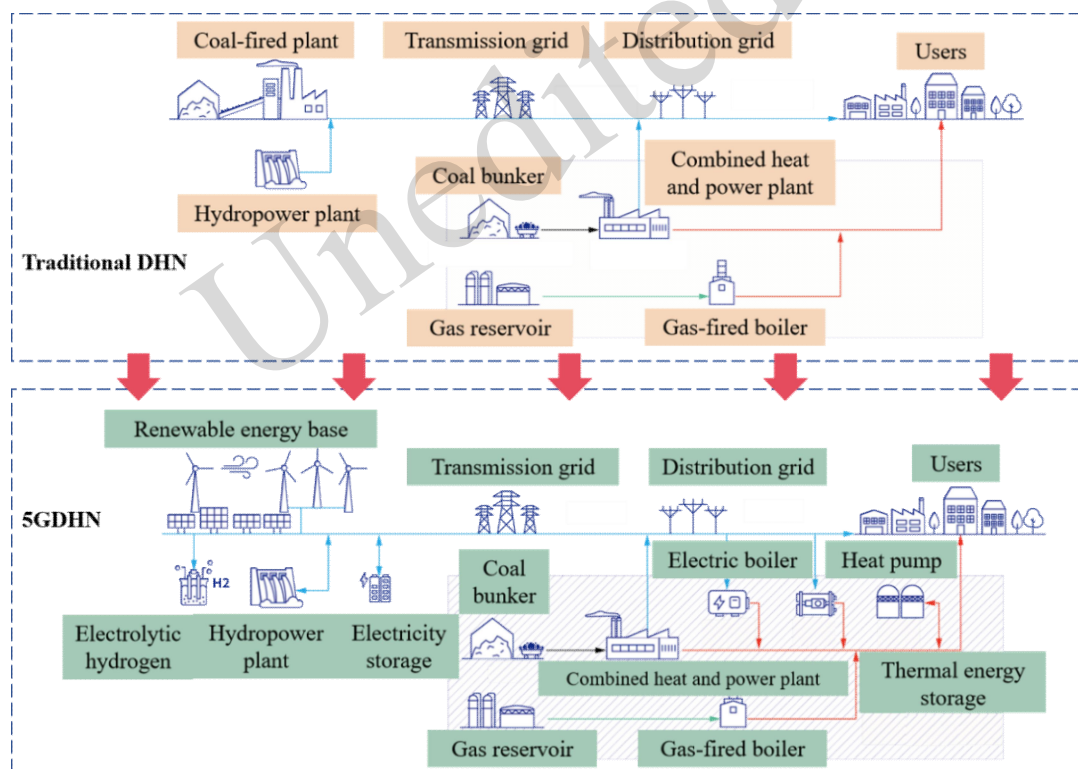 Unedited
Coal-fired plant
Transmission grid
Distribution grid
Users
Hydropower plant
Coal bunker
Combined heat
and power plant
Traditional DHN
Gas reservoir
Gas-fired boiler
Renewable energy base
Transmission grid
Distribution grid
Users
5GDHN
H2
Electrolytic
hydrogen
Hydropower
plant
Electricity
storage
Coal
bunker
Electric boiler
Heat pump
Combined heat and power plant
Thermal energy
storage
Gas reservoir
Gas-fired boiler